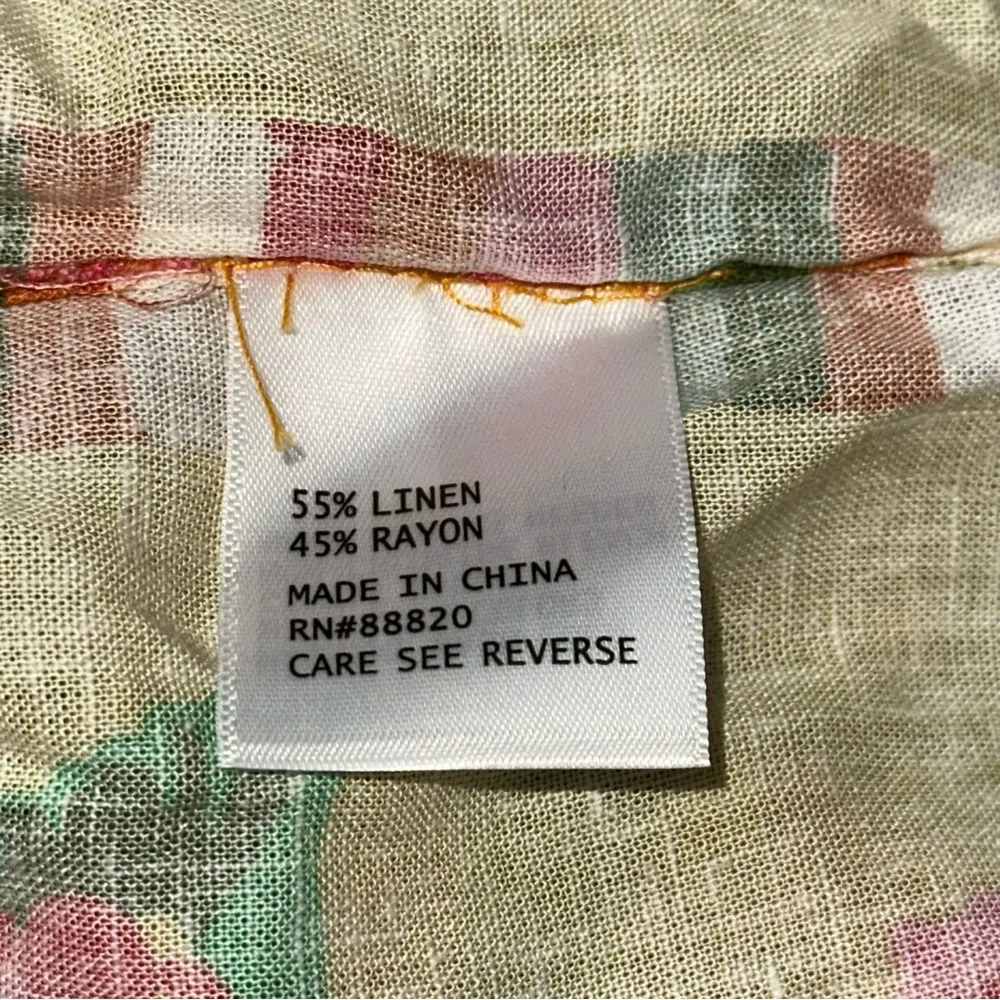 55% LINEN
45% RAYON
MADE IN CHINA
RN#88820
CARE SEE REVERSE